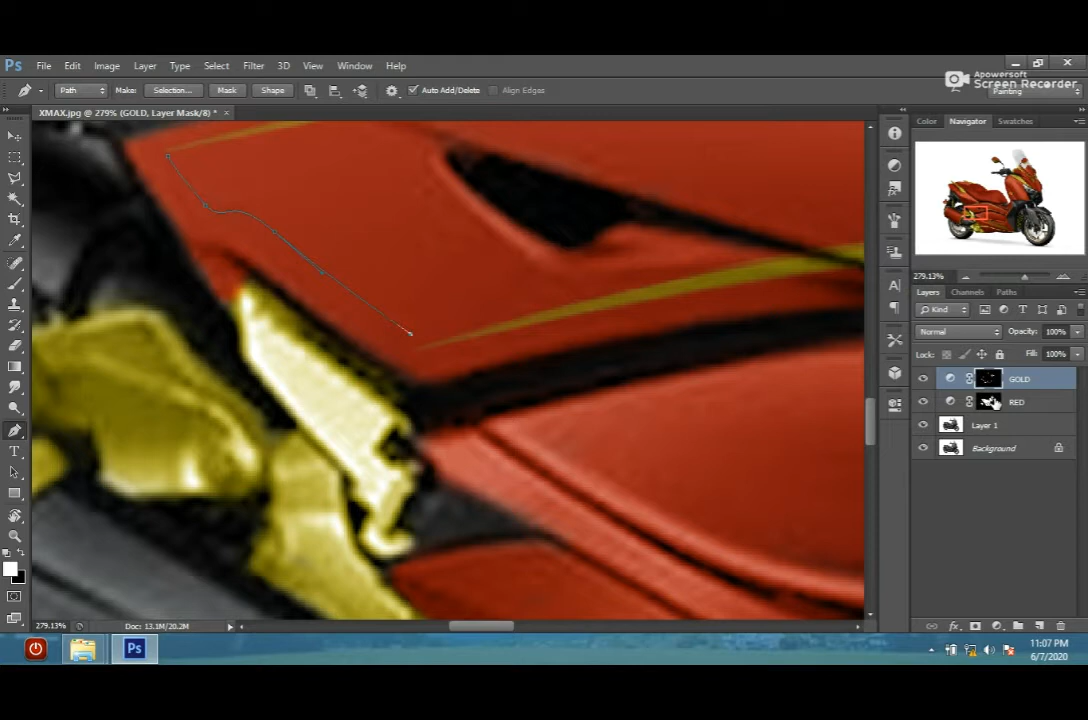 Ps File Edit Image Layer Type Select Filter 3D View Window Help
Apowersoft
Screen Recorder
Path Make: Selection... Mask Shape Auto Add/Delete Align Edges Painting
XMAX.jpg @ 279% (GOLD, Layer Mask/8) * ×
Color Navigator Swatches
279.13%
Layers Channels Paths
Kind
Normal Opacity: 100%
Lock: Fill: 100%
GOLD
RED
Layer 1
Background
279.13% Doc: 13.1M/20.2M
Ps
11:07 PM
6/7/2020